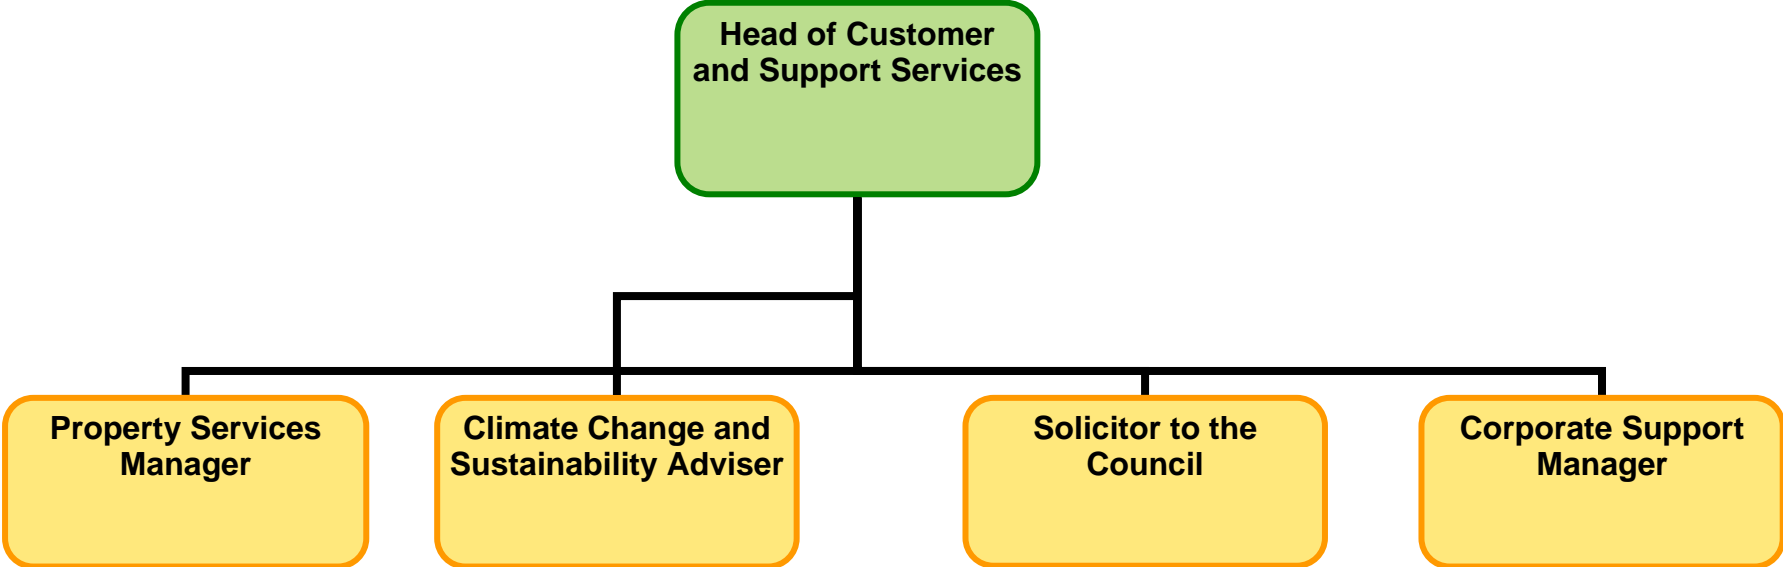 Head of Customer
and Support Services
Property Services
Manager
Climate Change and
Sustainability Adviser
Solicitor to the
Council
Corporate Support
Manager